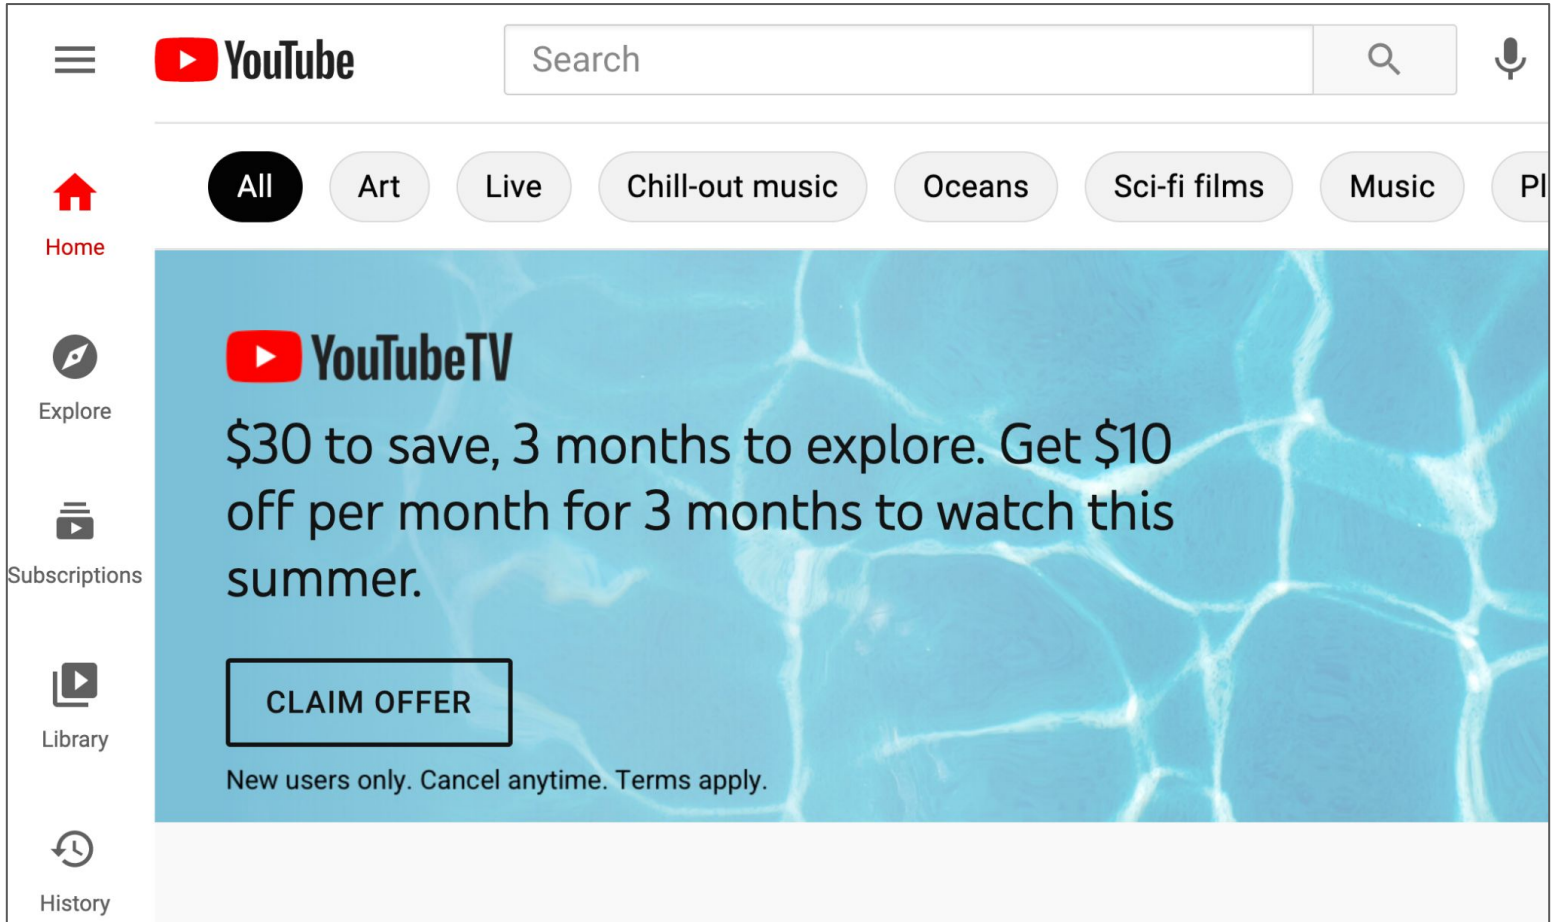 YouTube
Search
All Art Live Chill-out music Oceans Sci-fi films Music Pl
Home
Explore
Subscriptions
Library
History
YouTubeTV
$30 to save, 3 months to explore. Get $10
off per month for 3 months to watch this
summer.
CLAIM OFFER
New users only. Cancel anytime. Terms apply.